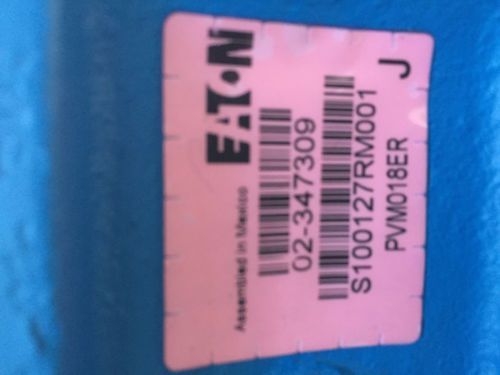 EATON
Assembled in Mexico
02-347309
S100127RM001
PVM018ER
J